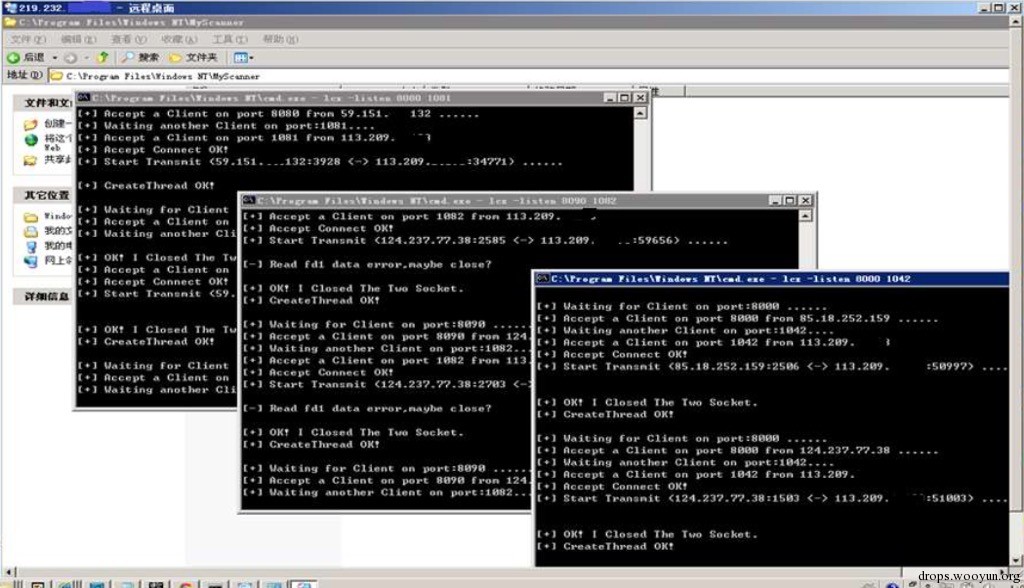 219.232. - 远程桌面
C:\Program Files\Windows NT\MyScanner
文件(F) 编辑(E) 查看(V) 收藏(A) 工具(T) 帮助(H)
后退 搜索 文件夹
地址(D) C:\Program Files\Windows NT\MyScanner
文件和文
创建一
将这个
Web
共享此
其它位置
Windo
我的文
我的电
网上令
详细信息
C:\Program Files\Windows NT\cmd.exe - lcx -listen 8080 1081
[+] Accept a Client on port 8080 from 59.151. 132 ......
[+] Waiting another Client on port:1081....
[+] Accept a Client on port 1081 from 113.209.
[+] Accept Connect OK!
[+] Start Transmit (59.151. 132:3928 <-> 113.209. :34771) ......
[+] CreateThread OK!
[+] Waiting for Client
[+] Accept a Client on
[+] Waiting another Cli
[+] OK! I Closed The Tw
[+] Accept a Client on
[+] Accept Connect OK!
[+] Start Transmit (59.
[+] OK! I Closed The Tw
[+] CreateThread OK!
[+] Waiting for Client
[+] Accept a Client on
[+] Waiting another Cli
C:\Program Files\Windows NT\cmd.exe - lcx -listen 8090 1082
[+] Accept a Client on port 1082 from 113.209.
[+] Accept Connect OK!
[+] Start Transmit (124.237.77.38:2585 <-> 113.209. :59656) ......
[-] Read fd1 data error,maybe close?
[+] OK! I Closed The Two Socket.
[+] CreateThread OK!
[+] Waiting for Client on port:8090 ......
[+] Accept a Client on port 8090 from 124.
[+] Waiting another Client on port:1082...
[+] Accept a Client on port 1082 from 113.
[+] Accept Connect OK!
[+] Start Transmit (124.237.77.38:2703 <->
[-] Read fd1 data error,maybe close?
[+] OK! I Closed The Two Socket.
[+] CreateThread OK!
[+] Waiting for Client on port:8090 ......
[+] Accept a Client on port 8090 from 124.
[+] Waiting another Client on port:1082...
C:\Program Files\Windows NT\cmd.exe - lcx -listen 8000 1042
[+] Waiting for Client on port:8000 ......
[+] Accept a Client on port 8000 from 85.18.252.159 ......
[+] Waiting another Client on port:1042....
[+] Accept a Client on port 1042 from 113.209.
[+] Accept Connect OK!
[+] Start Transmit (85.18.252.159:2506 <-> 113.209. :50997) ....
[+] OK! I Closed The Two Socket.
[+] CreateThread OK!
[+] Waiting for Client on port:8000 ......
[+] Accept a Client on port 8000 from 124.237.77.38 ......
[+] Waiting another Client on port:1042....
[+] Accept a Client on port 1042 from 113.209.
[+] Accept Connect OK!
[+] Start Transmit (124.237.77.38:1503 <-> 113.209. :51003) ....
[+] OK! I Closed The Two Socket.
[+] CreateThread OK!
drops.wooyun.org